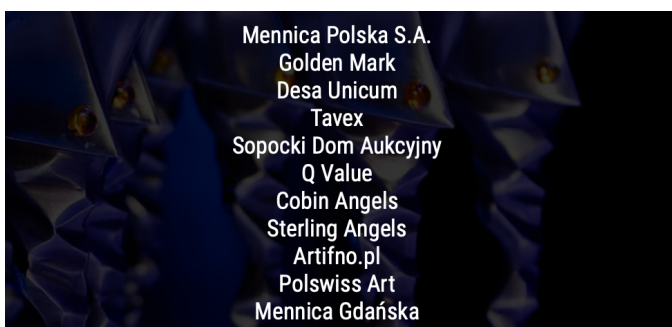 Mennica Polska S.A.
Golden Mark
Desa Unicum
Tavex
Sopocki Dom Aukcyjny
Q Value
Cobin Angels
Sterling Angels
Artifno.pl
Polswiss Art
Mennica Gdańska